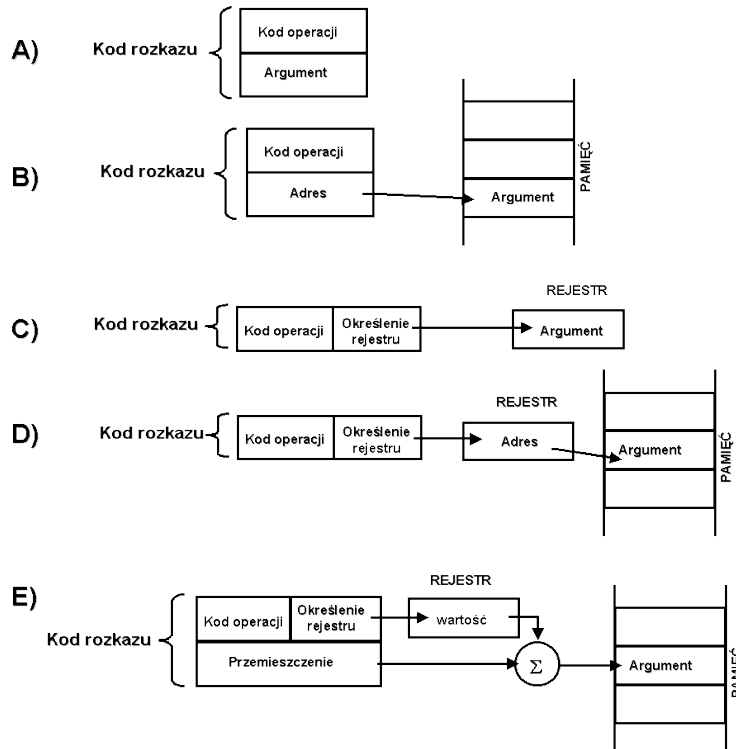 A)
Kod rozkazu
Kod operacji
Argument
B)
Kod rozkazu
Kod operacji
Adres
Argument
PAMIĘĆ
C)
Kod rozkazu
Kod operacji
Określenie
rejestru
REJESTR
Argument
D)
Kod rozkazu
Kod operacji
Określenie
rejestru
REJESTR
Adres
Argument
PAMIĘĆ
E)
Kod rozkazu
Kod operacji
Określenie
rejestru
Przemieszczenie
REJESTR
wartość
Σ
Argument
PAMIĘĆ